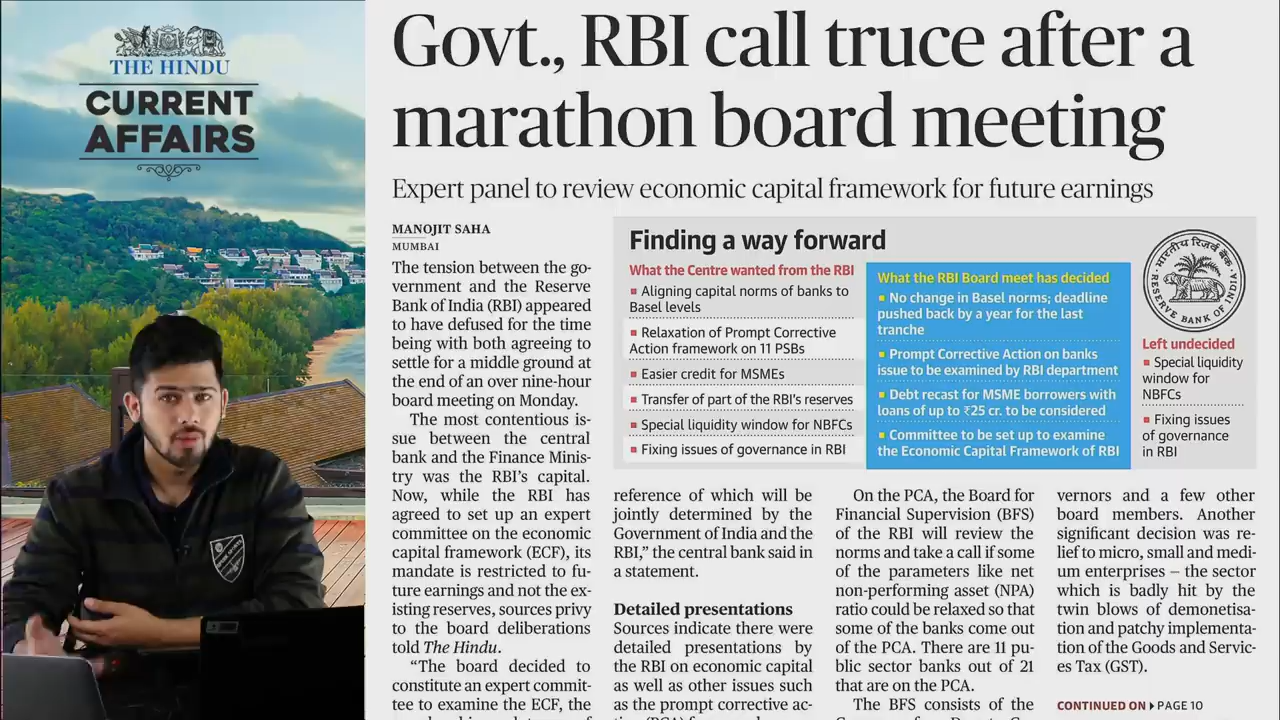 THE HINDU
CURRENT
AFFAIRS
Govt., RBI call truce after a
marathon board meeting
Expert panel to review economic capital framework for future earnings
MANOJIT SAHA
MUMBAI
The tension between the go-
vernment and the Reserve
Bank of India (RBI) appeared
to have defused for the time
being with both agreeing to
settle for a middle ground at
the end of an over nine-hour
board meeting on Monday.
The most contentious is-
sue between the central
bank and the Finance Minis-
try was the RBI's capital.
Now, while the RBI has
agreed to set up an expert
committee on the economic
capital framework (ECF), its
mandate is restricted to fu-
ture earnings and not the ex-
isting reserves, sources privy
to the board deliberations
told The Hindu.
“The board decided to
constitute an expert commit-
tee to examine the ECF, the
Finding a way forward
What the Centre wanted from the RBI
Aligning capital norms of banks to
Basel levels
Relaxation of Prompt Corrective
Action framework on 11 PSBs
Easier credit for MSMEs
Transfer of part of the RBI's reserves
Special liquidity window for NBFCs
Fixing issues of governance in RBI
What the RBI Board meet has decided
No change in Basel norms; deadline
pushed back by a year for the last
tranche
Prompt Corrective Action on banks
issue to be examined by RBI department
Debt recast for MSME borrowers with
loans of up to ₹25 cr. to be considered
Committee to be set up to examine
the Economic Capital Framework of RBI
भारतीय रिज़र्व बैंक
RESERVE BANK OF INDIA
Left undecided
Special liquidity
window for
NBFCs
Fixing issues
of governance
in RBI
reference of which will be
jointly determined by the
Government of India and the
RBI,” the central bank said in
a statement.
Detailed presentations
Sources indicate there were
detailed presentations by
the RBI on economic capital
as well as other issues such
as the prompt corrective ac-
On the PCA, the Board for
Financial Supervision (BFS)
of the RBI will review the
norms and take a call if some
of the parameters like net
non-performing asset (NPA)
ratio could be relaxed so that
some of the banks come out
of the PCA. There are 11 pu-
blic sector banks out of 21
that are on the PCA.
The BFS consists of the
vernors and a few other
board members. Another
significant decision was re-
lief to micro, small and medi-
um enterprises – the sector
which is badly hit by the
twin blows of demonetisa-
tion and patchy implementa-
tion of the Goods and Servic-
es Tax (GST).
CONTINUED ON PAGE 10